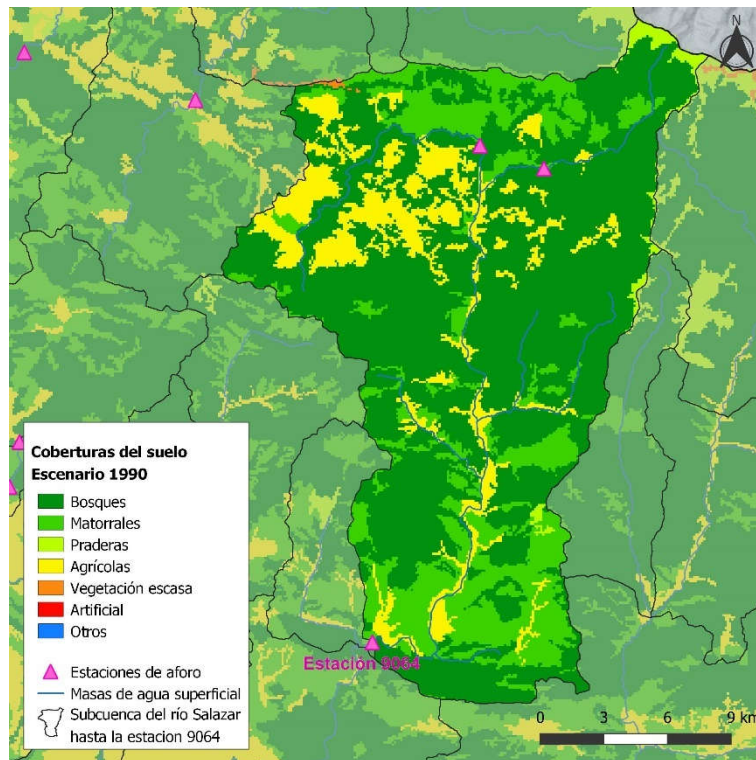 N
Coberturas del suelo
Escenario 1990
Bosques
Matorrales
Praderas
Agrícolas
Vegetación escasa
Artificial
Otros
Estaciones de aforo
Masas de agua superficial
Subcuenca del río Salazar
hasta la estacion 9064
Estación 9064
0 3 6 9 km